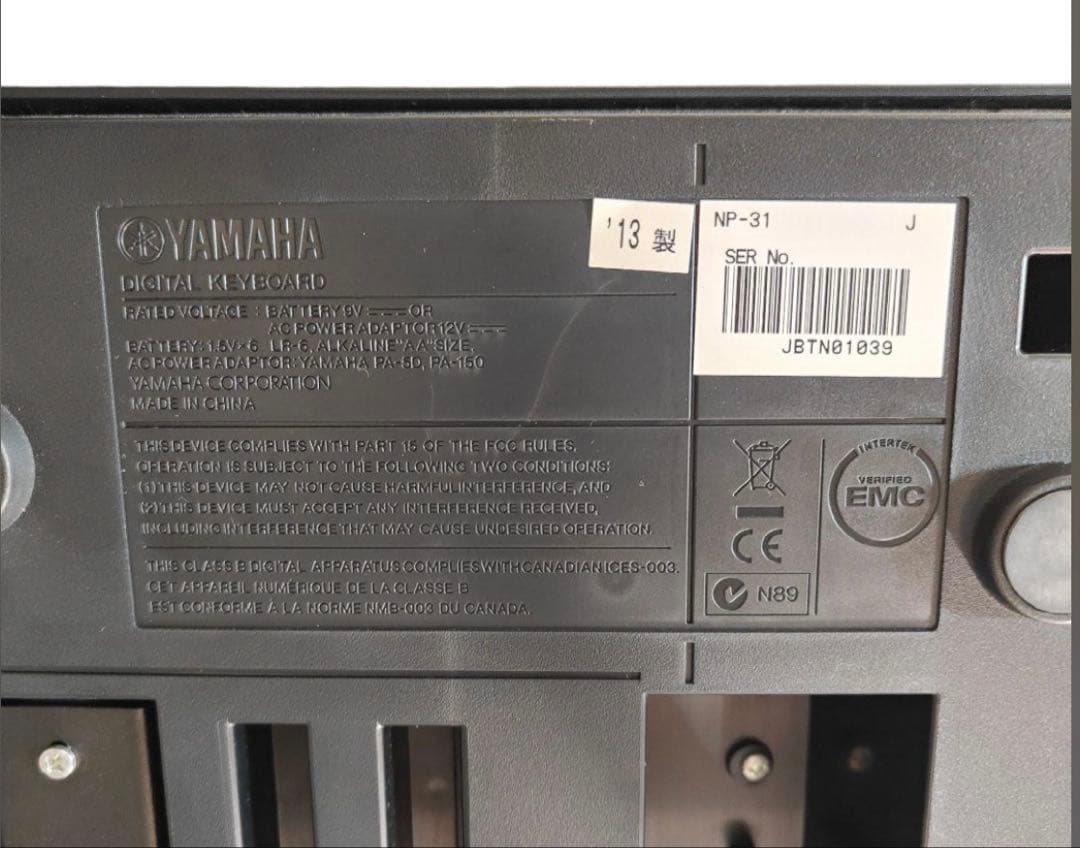 YAMAHA
DIGITAL KEYBOARD
RATED VOLTAGE : BATTERY 9V OR
AC POWER ADAPTOR 12V
BATTERY: 1.5V×6 LR-6, ALKALINE "AA" SIZE,
AC POWER ADAPTOR: YAMAHA PA-5D, PA-150
YAMAHA CORPORATION
MADE IN CHINA
'13 製
NP-31 J
SER No.
JBTN01039
THIS DEVICE COMPLIES WITH PART 15 OF THE FCC RULES.
OPERATION IS SUBJECT TO THE FOLLOWING TWO CONDITIONS:
(1) THIS DEVICE MAY NOT CAUSE HARMFUL INTERFERENCE, AND
(2) THIS DEVICE MUST ACCEPT ANY INTERFERENCE RECEIVED,
INCLUDING INTERFERENCE THAT MAY CAUSE UNDESIRED OPERATION.
THIS CLASS B DIGITAL APPARATUS COMPLIES WITH CANADIAN ICES-003.
CET APPAREIL NUMÉRIQUE DE LA CLASSE B
EST CONFORME À LA NORME NMB-003 DU CANADA.
CE
N89
INTERTEK
VERIFIED
EMC